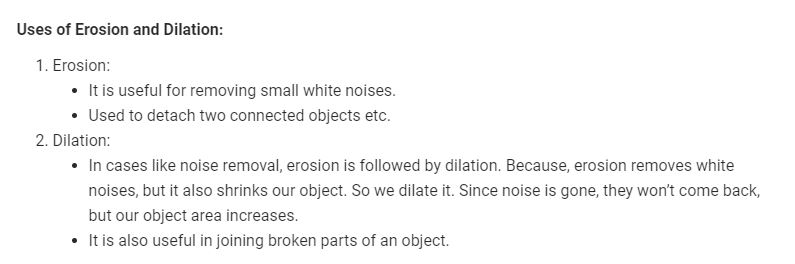 Uses of Erosion and Dilation:
1. Erosion:
• It is useful for removing small white noises.
• Used to detach two connected objects etc.
2. Dilation:
• In cases like noise removal, erosion is followed by dilation. Because, erosion removes white
noises, but it also shrinks our object. So we dilate it. Since noise is gone, they won’t come back,
but our object area increases.
• It is also useful in joining broken parts of an object.